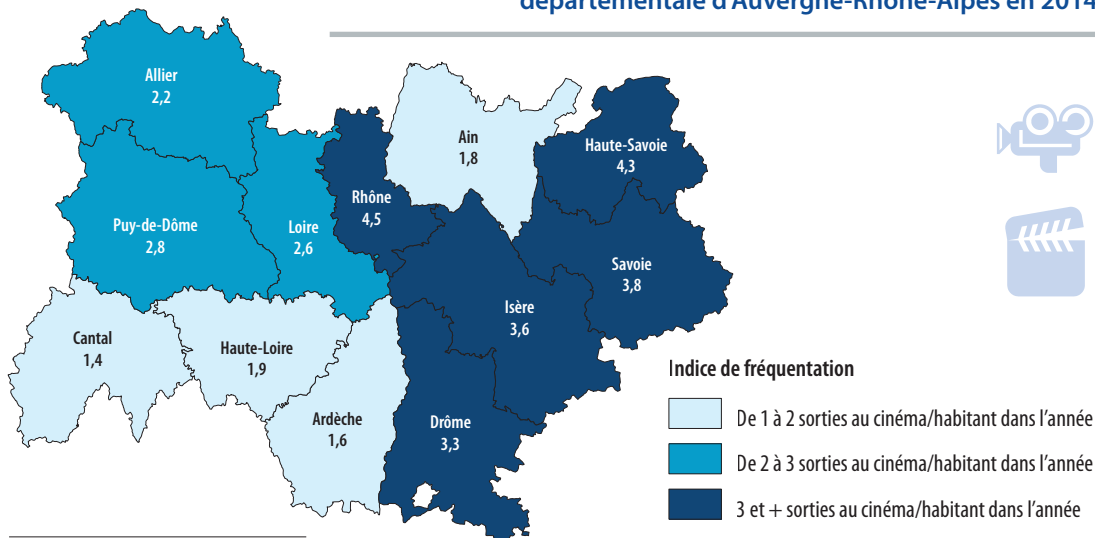 départementale d'Auvergne-Rhône-Alpes en 2014
Allier
2,2
Ain
1,8
Haute-Savoie
4,3
Rhône
4,5
Puy-de-Dôme
2,8
Loire
2,6
Savoie
3,8
Isère
3,6
Cantal
1,4
Haute-Loire
1,9
Ardèche
1,6
Drôme
3,3
Indice de fréquentation
De 1 à 2 sorties au cinéma/habitant dans l'année
De 2 à 3 sorties au cinéma/habitant dans l'année
3 et + sorties au cinéma/habitant dans l'année